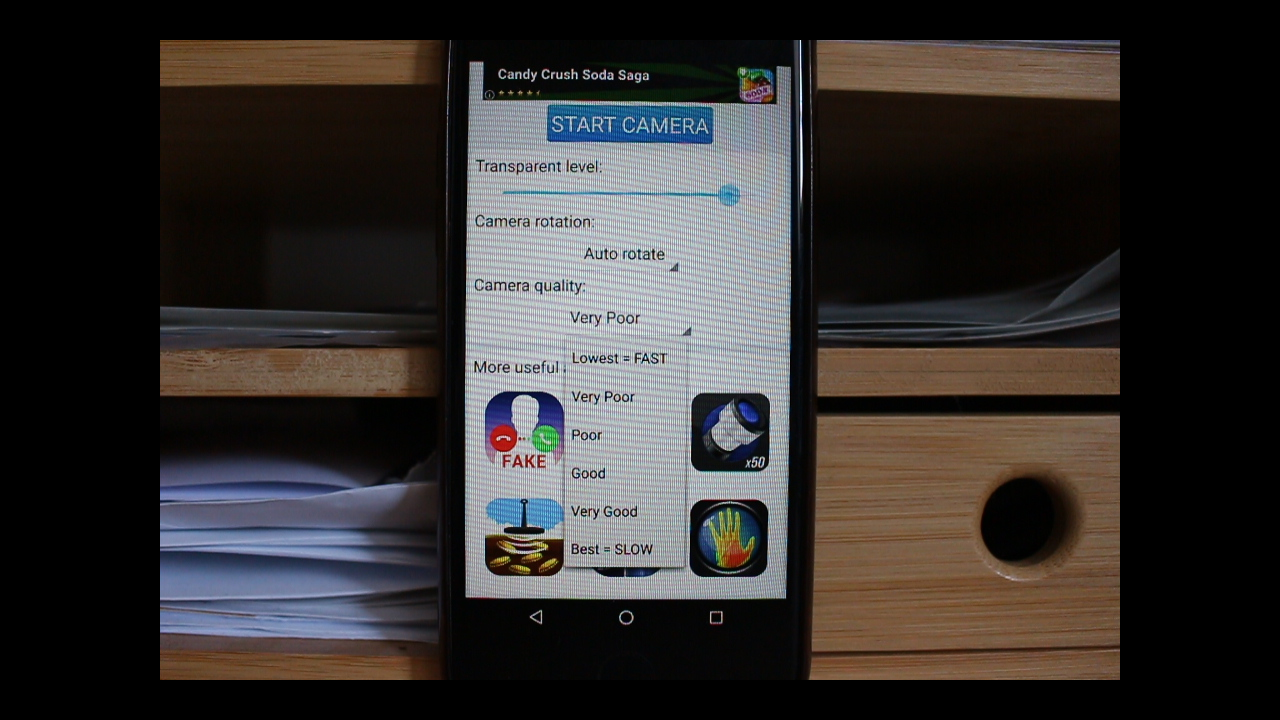 Candy Crush Soda Saga
START CAMERA
Transparent level:
Camera rotation:
Auto rotate
Camera quality:
Very Poor
Lowest = FAST
More useful
Very Poor
Poor
Good
Very Good
Best = SLOW
FAKE
x50